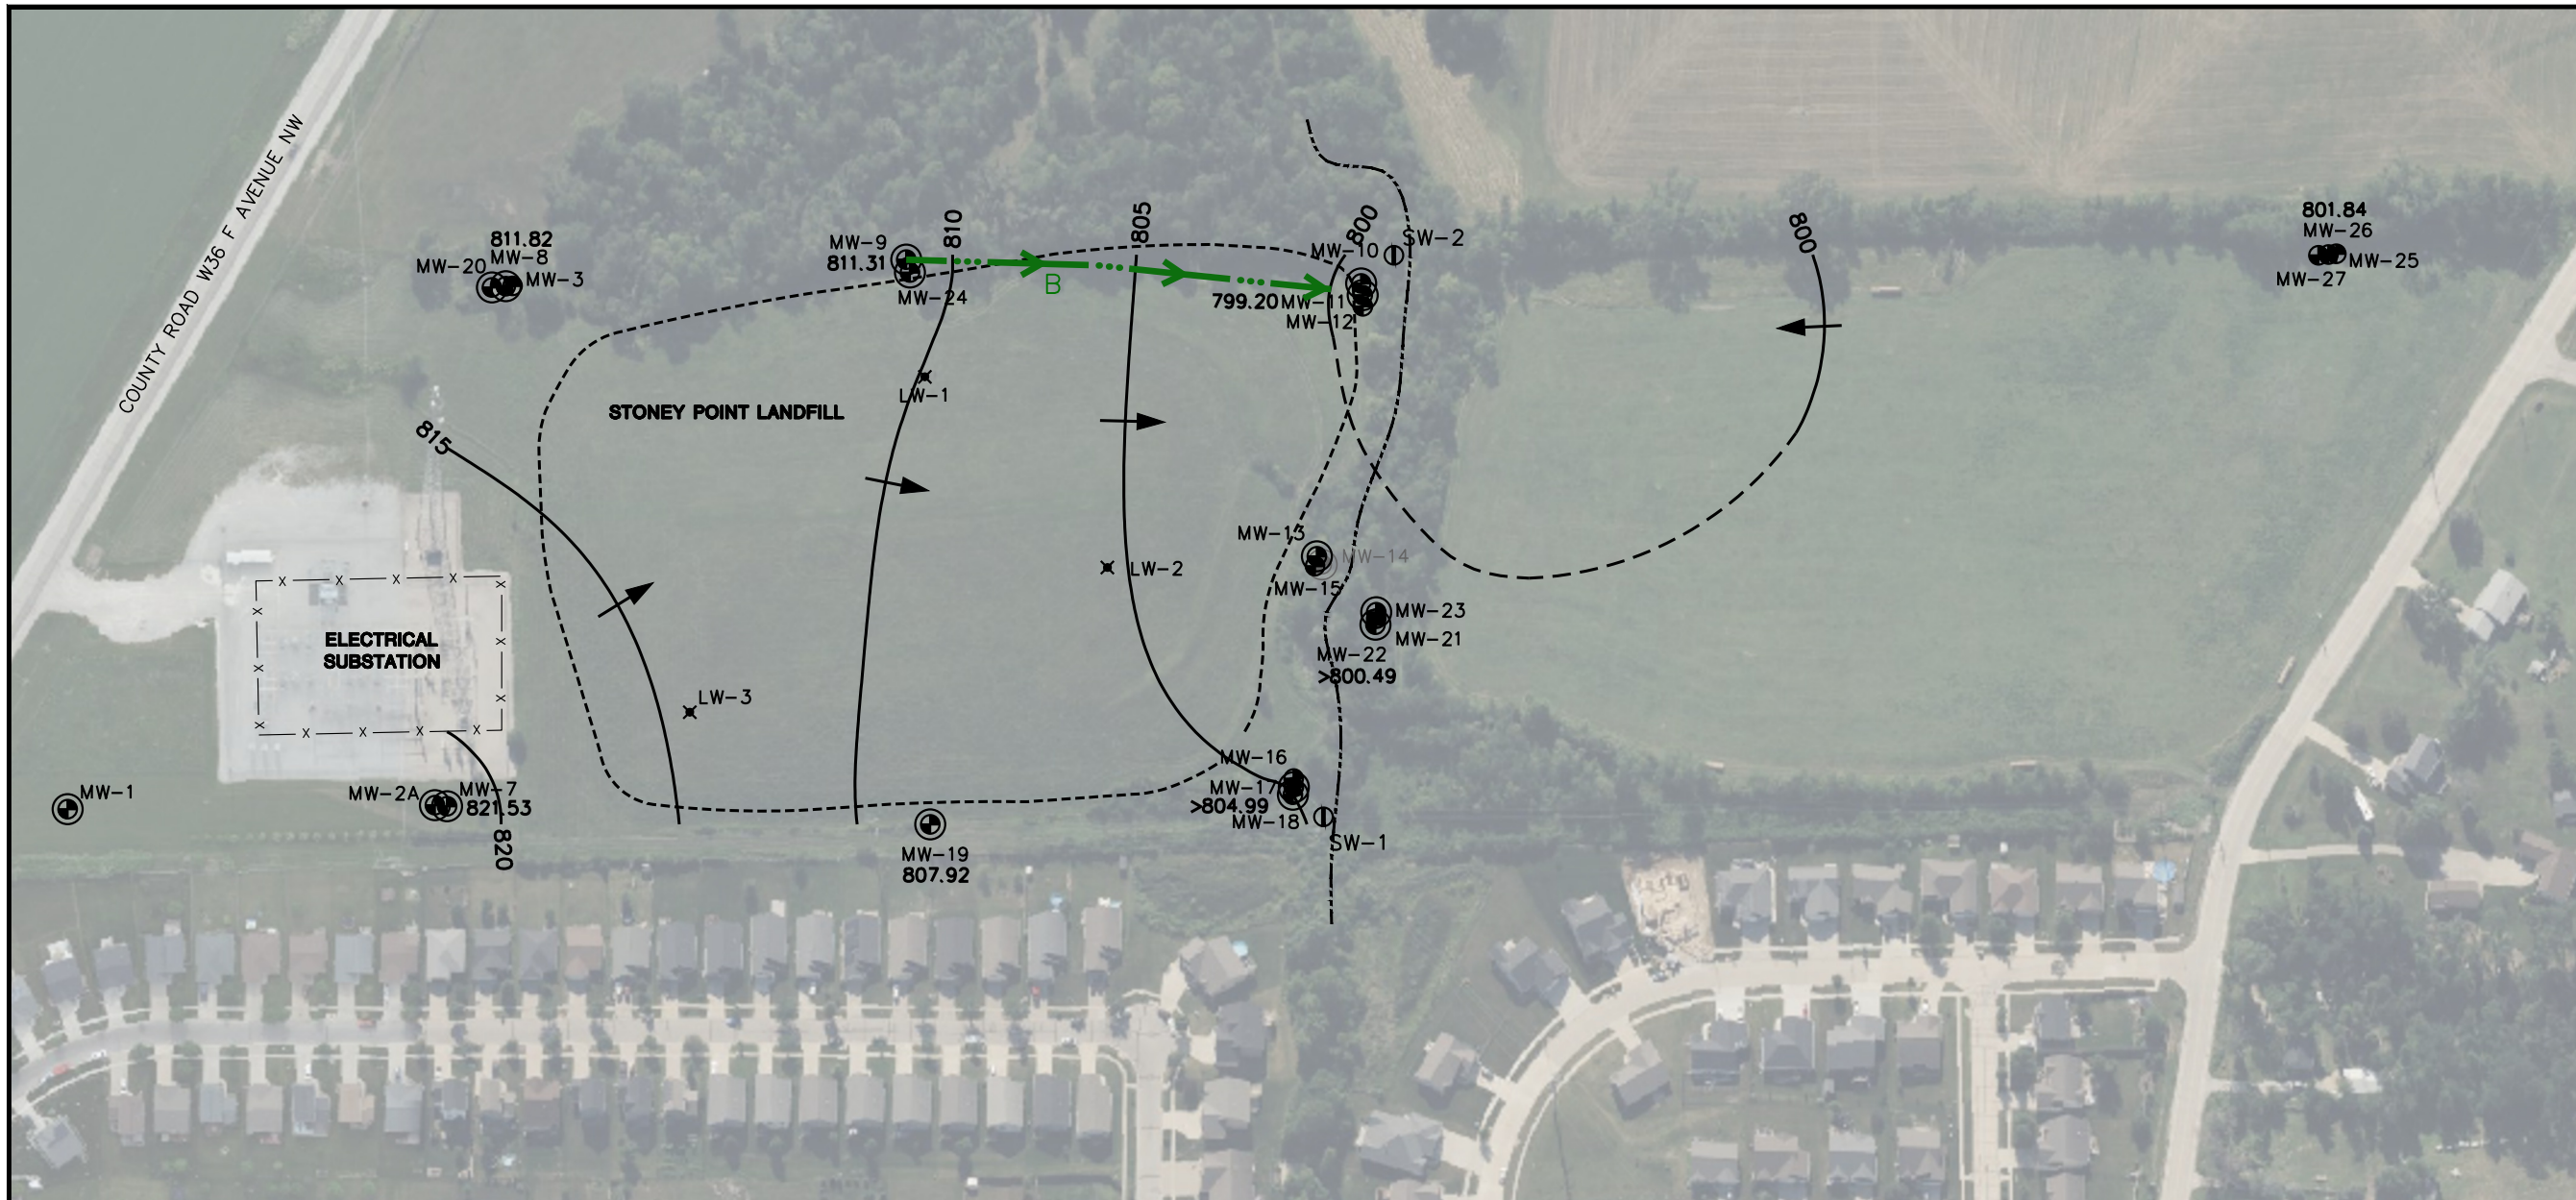 COUNTY ROAD W36 F AVENUE NW
811.82
MW-8
MW-20
MW-3
MW-9
811.31
MW-24
810
B
805
800
MW-10
SW-2
799.20
MW-11
MW-12
800
801.84
MW-26
MW-25
MW-27
LW-1
STONEY POINT LANDFILL
815
MW-13
MW-14
MW-15
LW-2
MW-23
MW-21
MW-22
>800.49
ELECTRICAL
SUBSTATION
LW-3
MW-1
MW-2A
MW-7
821.53
820
MW-16
MW-17
>804.99
MW-18
SW-1
MW-19
807.92